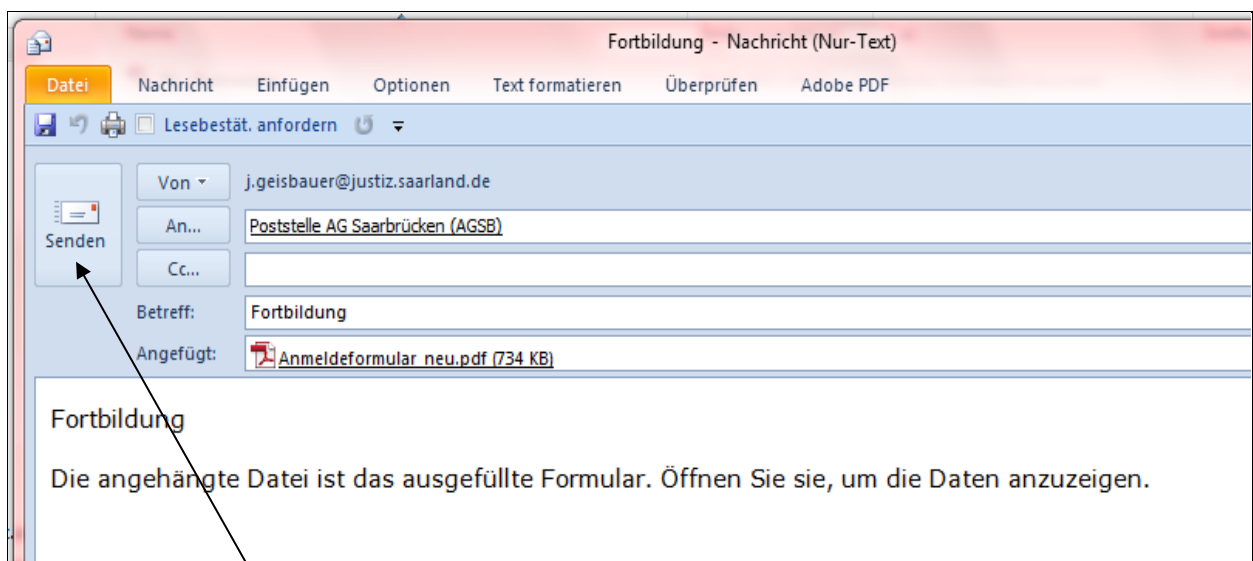 Fortbildung - Nachricht (Nur-Text)
Datei Nachricht Einfügen Optionen Text formatieren Überprüfen Adobe PDF
Lesebestät. anfordern
Von j.geisbauer@justiz.saarland.de
An... Poststelle AG Saarbrücken (AGSB)
Senden
Cc...
Betreff: Fortbildung
Angefügt: Anmeldeformular_neu.pdf (734 KB)
Fortbildung
Die angehängte Datei ist das ausgefüllte Formular. Öffnen Sie sie, um die Daten anzuzeigen.